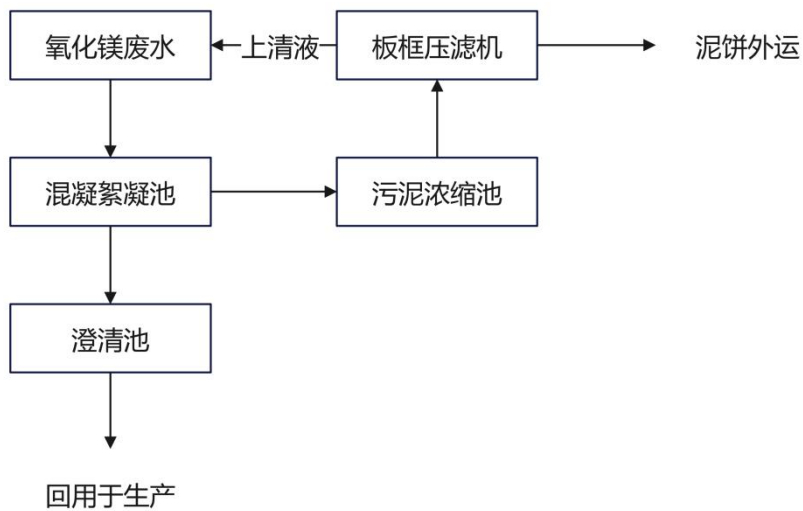 氧化镁废水
上清液
板框压滤机
泥饼外运
混凝絮凝池
污泥浓缩池
澄清池
回用于生产